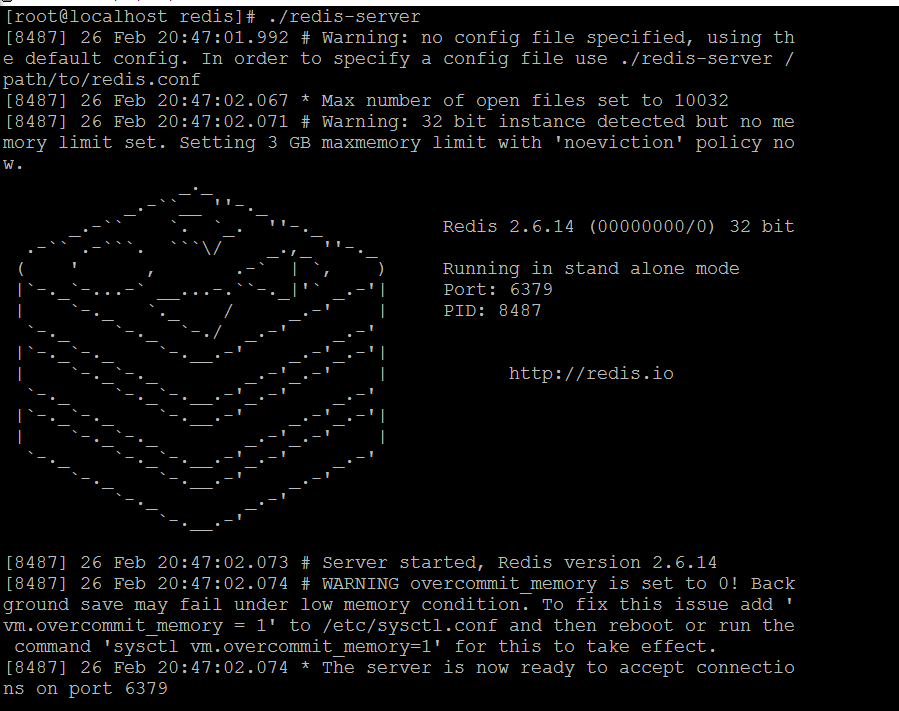 [root@localhost redis]# ./redis-server
[8487] 26 Feb 20:47:01.992 # Warning: no config file specified, using th
e default config. In order to specify a config file use ./redis-server /
path/to/redis.conf
[8487] 26 Feb 20:47:02.067 * Max number of open files set to 10032
[8487] 26 Feb 20:47:02.071 # Warning: 32 bit instance detected but no me
mory limit set. Setting 3 GB maxmemory limit with 'noeviction' policy no
w.
Redis 2.6.14 (00000000/0) 32 bit
Running in stand alone mode
Port: 6379
PID: 8487
http://redis.io
[8487] 26 Feb 20:47:02.073 # Server started, Redis version 2.6.14
[8487] 26 Feb 20:47:02.074 # WARNING overcommit_memory is set to 0! Back
ground save may fail under low memory condition. To fix this issue add '
vm.overcommit_memory = 1' to /etc/sysctl.conf and then reboot or run the
 command 'sysctl vm.overcommit_memory=1' for this to take effect.
[8487] 26 Feb 20:47:02.074 * The server is now ready to accept connectio
ns on port 6379